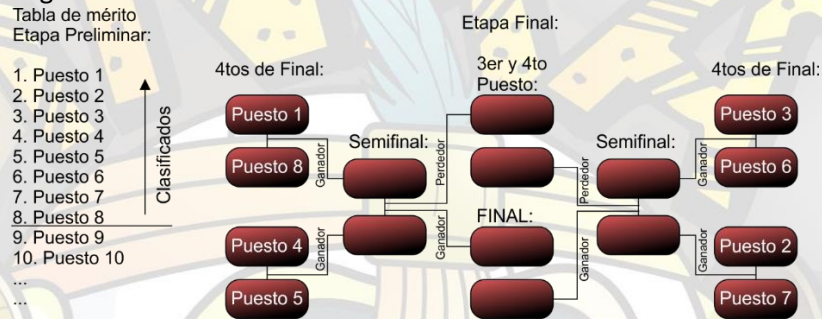 Tabla de mérito
Etapa Preliminar:
1. Puesto 1
2. Puesto 2
3. Puesto 3
4. Puesto 4
5. Puesto 5
6. Puesto 6
7. Puesto 7
8. Puesto 8
9. Puesto 9
10. Puesto 10
...
...
Clasificados
4tos de Final:
Puesto 1
Puesto 8
Puesto 4
Puesto 5
Ganador
Ganador
Semifinal:
Perdedor
Ganador
Etapa Final:
3er y 4to
Puesto:
FINAL:
Perdedor
Ganador
Semifinal:
Ganador
Ganador
4tos de Final:
Puesto 3
Puesto 6
Puesto 2
Puesto 7